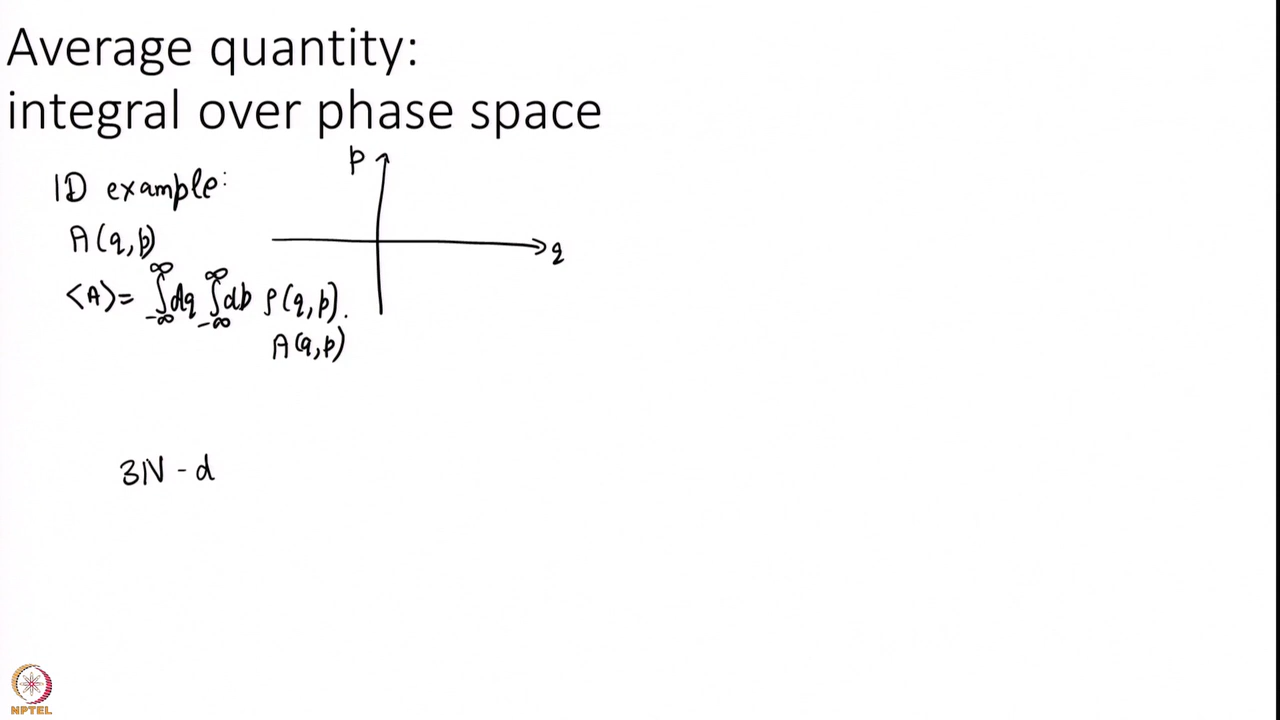 Average quantity:
integral over phase space
1D example:
p
q
A(q,p)
<A>= ∫_{-∞}^{∞}dq ∫_{-∞}^{∞}dp ρ(q,p).
A(q,p)
3N-d
NPTEL